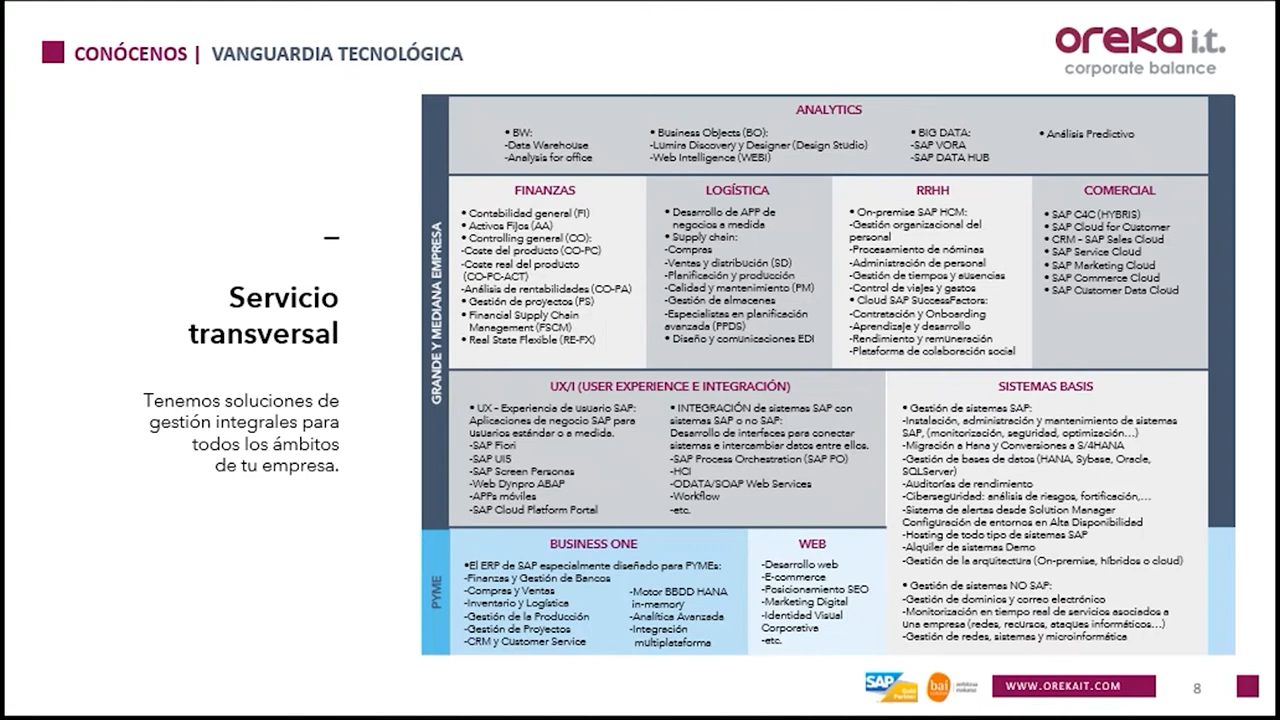 CONÓCENOS | VANGUARDIA TECNOLÓGICA
oreka i.t.
corporate balance
–
Servicio
transversal
Tenemos soluciones de
gestión integrales para
todos los ámbitos
de tu empresa.
GRANDE Y MEDIANA EMPRESA
ANALYTICS
• BW:
-Data Warehouse
-Analysis for office
• Business Objects (BO):
-Lumira Discovery y Designer (Design Studio)
-Web Intelligence (WEBI)
• BIG DATA:
-SAP VORA
-SAP DATA HUB
• Análisis Predictivo
FINANZAS
• Contabilidad general (FI)
• Activos Fijos (AA)
• Controlling general (CO):
-Coste del producto (CO-PC)
-Coste real del producto
(CO-PC-ACT)
-Análisis de rentabilidades (CO-PA)
• Gestión de proyectos (PS)
• Financial Supply Chain
Management (FSCM)
• Real State Flexible (RE-FX)
LOGÍSTICA
• Desarrollo de APP de
negocios a medida
• Supply chain:
-Compras
-Ventas y distribución (SD)
-Planificación y producción
-Calidad y mantenimiento (PM)
-Gestión de almacenes
-Especialistas en planificación
avanzada (PPDS)
• Diseño y comunicaciones EDI
RRHH
• On-premise SAP HCM:
-Gestión organizacional del
personal
-Procesamiento de nóminas
-Administración de personal
-Gestión de tiempos y ausencias
-Control de viajes y gastos
• Cloud SAP SuccessFactors:
-Contratación y Onboarding
-Aprendizaje y desarrollo
-Rendimiento y remuneración
-Plataforma de colaboración social
COMERCIAL
• SAP C4C (HYBRIS)
• SAP Cloud for Customer
• CRM – SAP Sales Cloud
• SAP Service Cloud
• SAP Marketing Cloud
• SAP Commerce Cloud
• SAP Customer Data Cloud
UX/I (USER EXPERIENCE E INTEGRACIÓN)
• UX – Experiencia de usuario SAP:
Aplicaciones de negocio SAP para
usuarios estándar o a medida.
-SAP Fiori
-SAP UI5
-SAP Screen Personas
-Web Dynpro ABAP
-APPs móviles
-SAP Cloud Platform Portal
• INTEGRACIÓN de sistemas SAP con
sistemas SAP o no SAP:
Desarrollo de interfaces para conectar
sistemas e intercambiar datos entre ellos.
-SAP Process Orchestration (SAP PO)
-HCI
-ODATA/SOAP Web Services
-Workflow
-etc.
SISTEMAS BASIS
• Gestión de sistemas SAP:
-Instalación, administración y mantenimiento de sistemas
SAP, (monitorización, seguridad, optimización…)
-Migración a Hana y Conversiones a S/4HANA
-Gestión de bases de datos (HANA, Sybase, Oracle,
SQLServer)
-Auditorías de rendimiento
-Ciberseguridad: análisis de riesgos, fortificación,…
-Sistema de alertas desde Solution Manager
Configuración de entornos en Alta Disponibilidad
-Hosting de todo tipo de sistemas SAP
-Alquiler de sistemas Demo
-Gestión de la arquitectura (On-premise, híbridos o cloud)
• Gestión de sistemas NO SAP:
-Gestión de dominios y correo electrónico
-Monitorización en tiempo real de servicios asociados a
una empresa (redes, recursos, ataques informáticos…)
-Gestión de redes, sistemas y microinformática
PYME
BUSINESS ONE
•El ERP de SAP especialmente diseñado para PYMEs:
-Finanzas y Gestión de Bancos
-Compras y Ventas
-Inventario y Logística
-Gestión de la Producción
-Gestión de Proyectos
-CRM y Customer Service
-Motor BBDD HANA
in-memory
-Analítica Avanzada
-Integración
multiplataforma
WEB
-Desarrollo web
-E-commerce
-Posicionamiento SEO
-Marketing Digital
-Identidad Visual
Corporativa
-etc.
SAP
Gold
Partner
bai
WWW.OREKAIT.COM
8